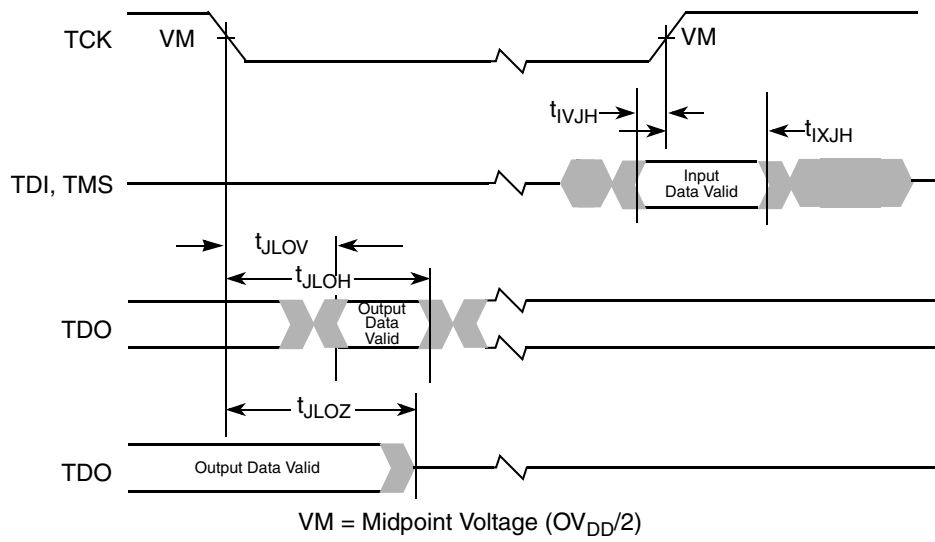 TCK
VM
VM
tIVJH
tIXJH
TDI, TMS
Input
Data Valid
tJLOV
tJLOH
TDO
Output
Data
Valid
tJLOZ
TDO
Output Data Valid
VM = Midpoint Voltage (OVDD/2)